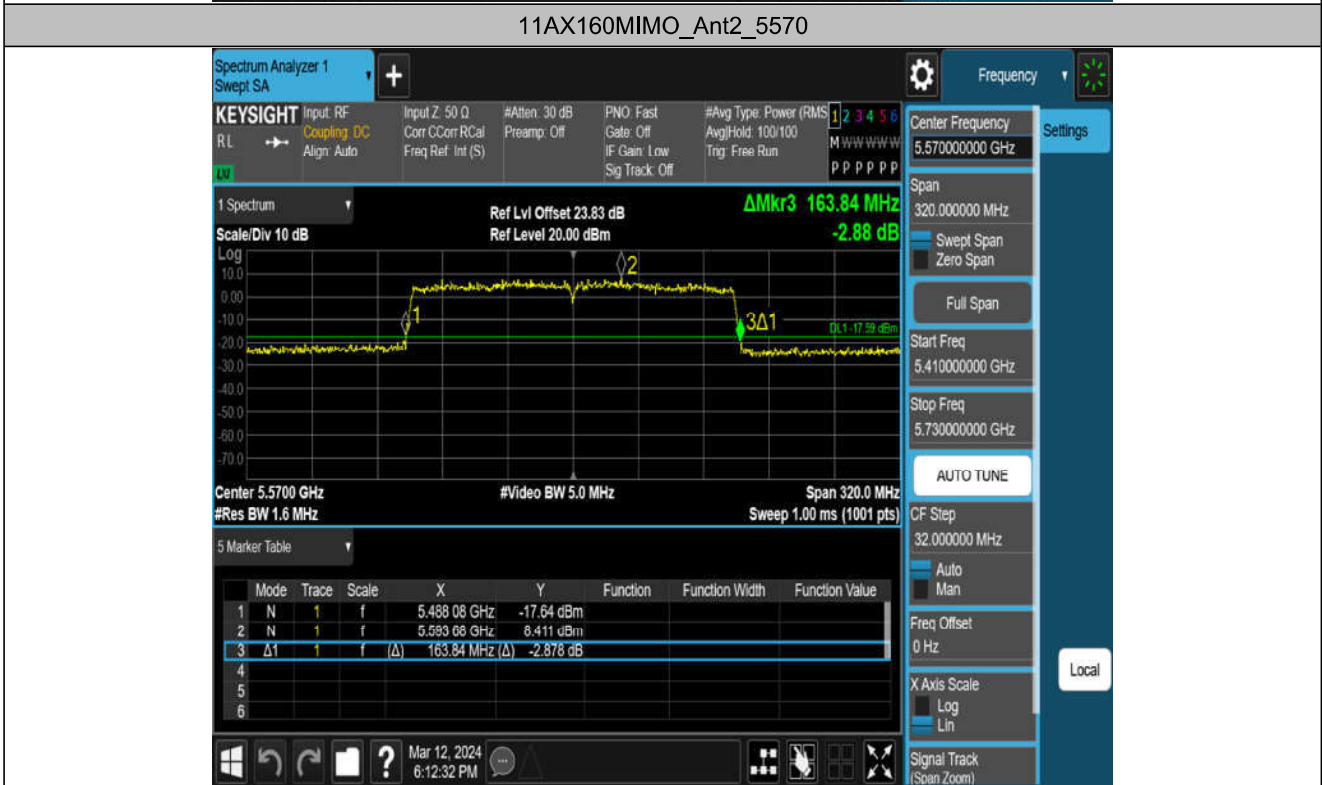 11AX160MIMO_Ant2_5570
Spectrum Analyzer 1
Swept SA
+
Frequency
KEYSIGHT
RL
LXI
Input: RF
Coupling: DC
Align: Auto
Input Z: 50 Ω
Corr CCorr RCal
Freq Ref: Int (S)
#Atten: 30 dB
Preamp: Off
PNO: Fast
Gate: Off
IF Gain: Low
Sig Track: Off
#Avg Type: Power (RMS
Avg|Hold: 100/100
Trig: Free Run
1 2 3 4 5 6
M W W W W W
P P P P P P
1 Spectrum
Scale/Div 10 dB
Ref Lvl Offset 23.83 dB
Ref Level 20.00 dBm
ΔMkr3 163.84 MHz
-2.88 dB
Log
10.0
0.00
-10.0
-20.0
-30.0
-40.0
-50.0
-60.0
-70.0
1
2
3Δ1
DL1 -17.59 dBm
Center 5.5700 GHz
#Video BW 5.0 MHz
Span 320.0 MHz
#Res BW 1.6 MHz
Sweep 1.00 ms (1001 pts)
5 Marker Table
Mode Trace Scale X Y Function Function Width Function Value
1 N 1 f 5.488 08 GHz -17.64 dBm
2 N 1 f 5.593 68 GHz 8.411 dBm
3 Δ1 1 f (Δ) 163.84 MHz (Δ) -2.878 dB
4
5
6
Mar 12, 2024
6:12:32 PM
?
Center Frequency
5.570000000 GHz
Settings
Span
320.000000 MHz
Swept Span
Zero Span
Full Span
Start Freq
5.410000000 GHz
Stop Freq
5.730000000 GHz
AUTO TUNE
CF Step
32.000000 MHz
Auto
Man
Freq Offset
0 Hz
Local
X Axis Scale
Log
Lin
Signal Track
(Span Zoom)